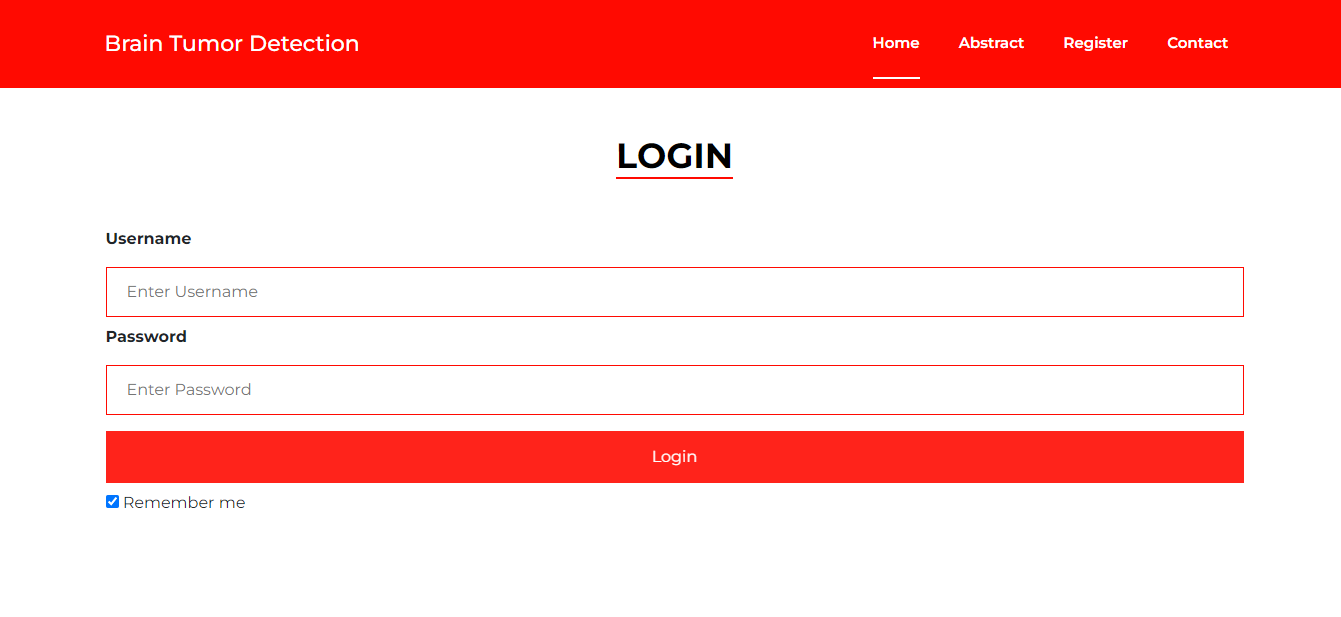 Brain Tumor Detection Home Abstract Register Contact
LOGIN
Username
Enter Username
Password
Enter Password
Login
Remember me